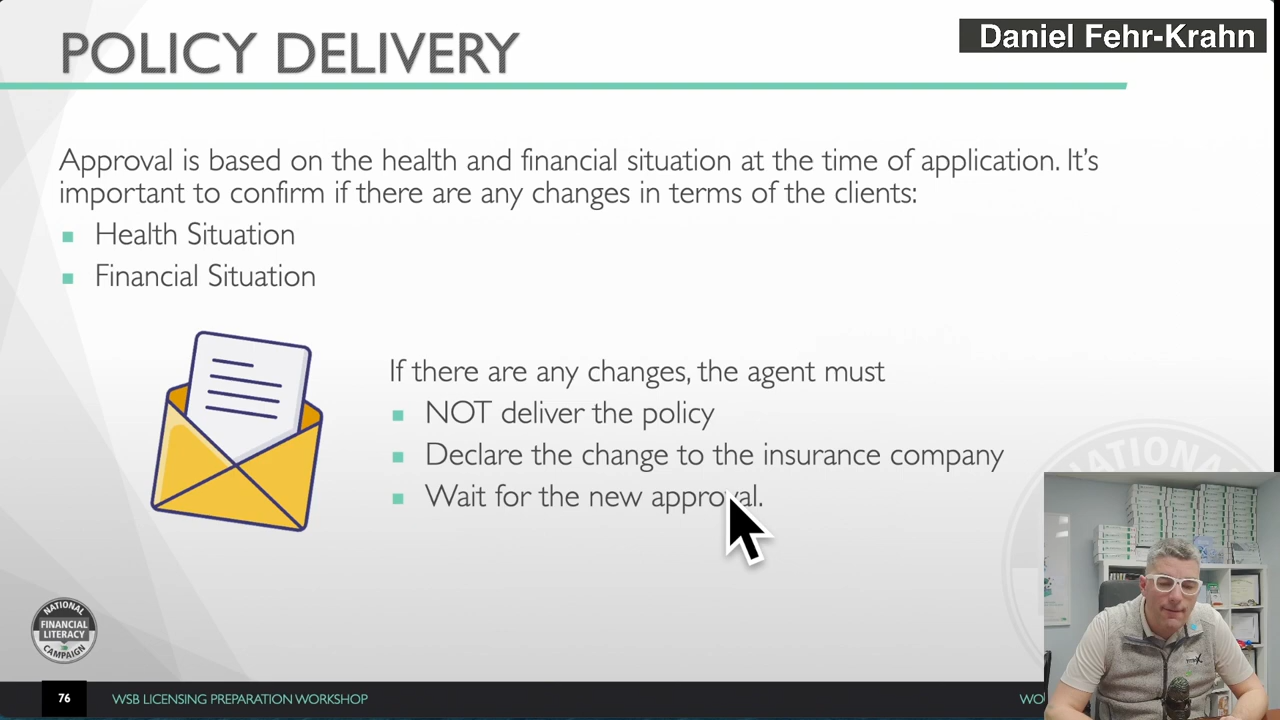 POLICY DELIVERY
Daniel Fehr-Krahn
Approval is based on the health and financial situation at the time of application. It's
important to confirm if there are any changes in terms of the clients:
Health Situation
Financial Situation
If there are any changes, the agent must
NOT deliver the policy
Declare the change to the insurance company
Wait for the new approval.
NATIONAL
NATIONAL
FINANCIAL
LITERACY
CAMPAIGN
76
WSB LICENSING PREPARATION WORKSHOP